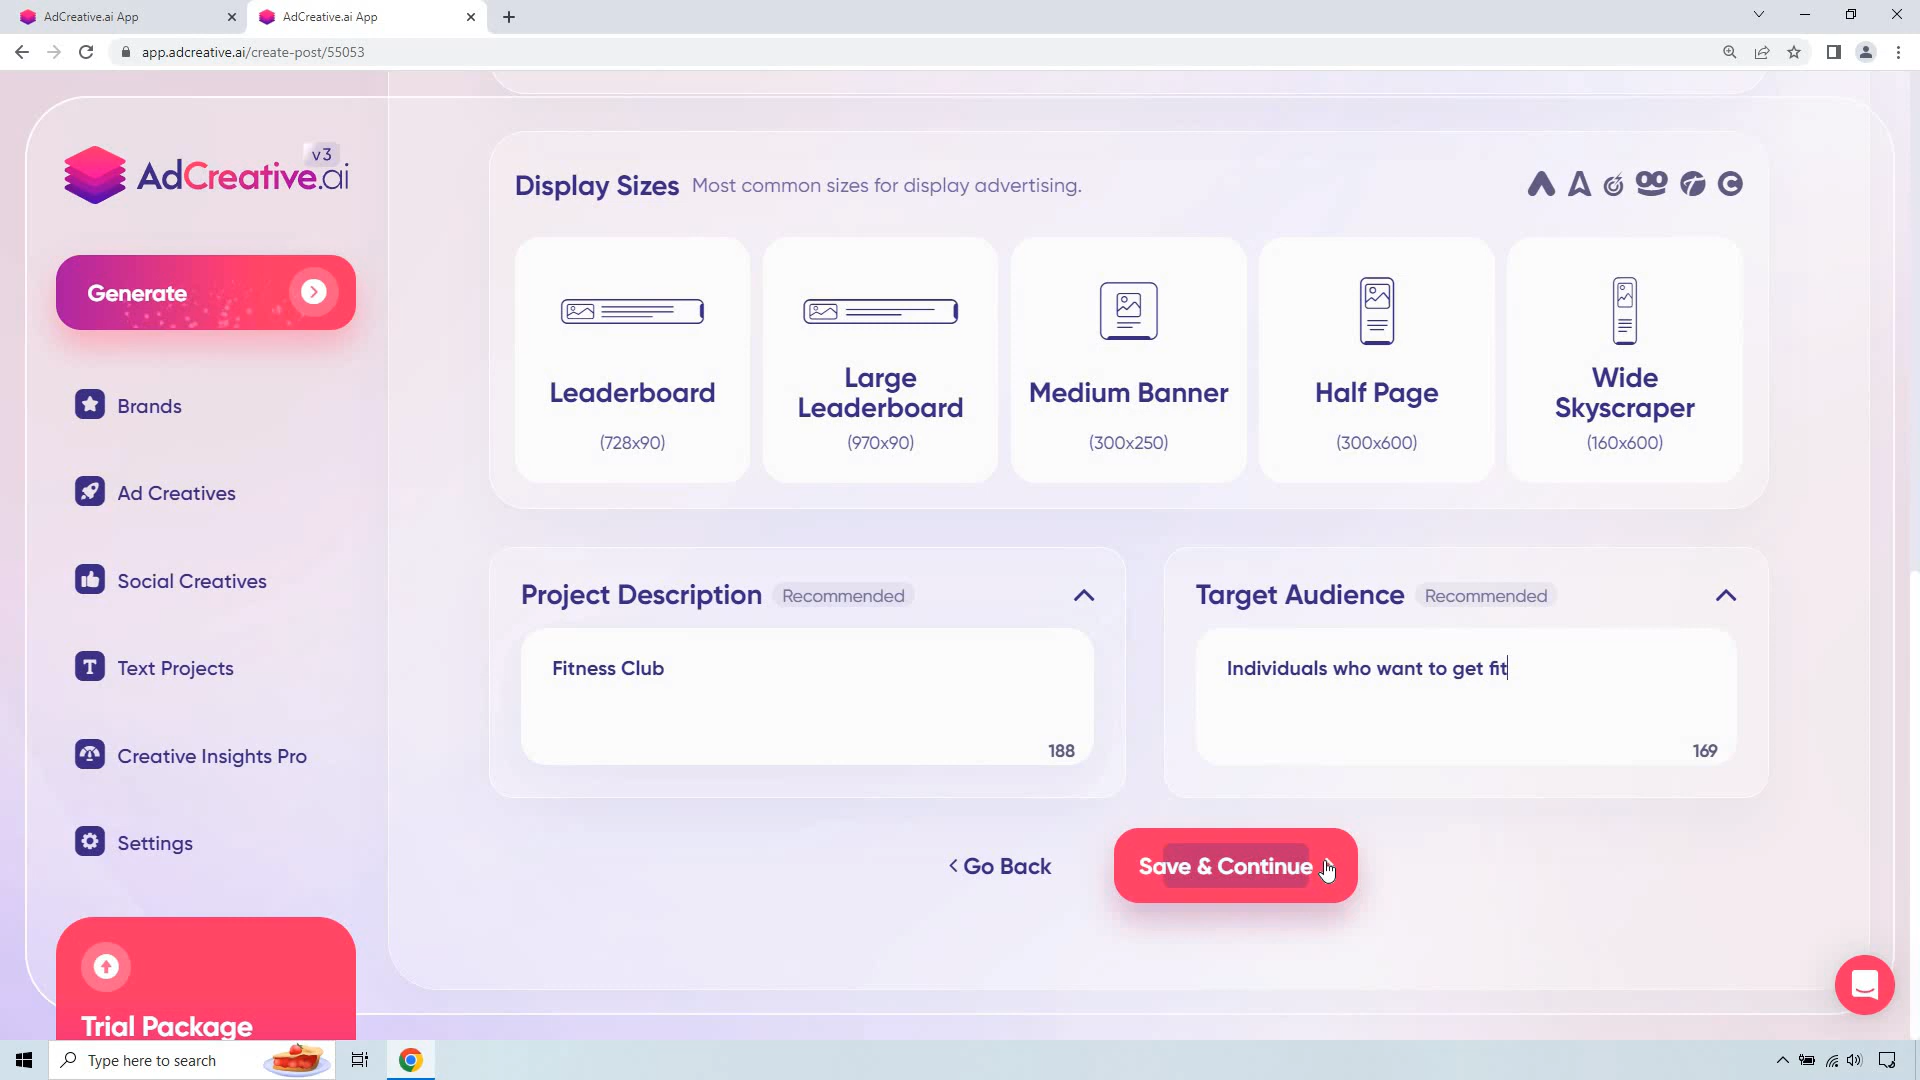 AdCreative.ai App
AdCreative.ai App
app.adcreative.ai/create-post/55053
AdCreative.ai
v3
Generate
Brands
Ad Creatives
Social Creatives
Text Projects
Creative Insights Pro
Settings
Trial Package
Display Sizes Most common sizes for display advertising.
Leaderboard
(728x90)
Large
Leaderboard
(970x90)
Medium Banner
(300x250)
Half Page
(300x600)
Wide
Skyscraper
(160x600)
Project Description Recommended
Fitness Club
188
Target Audience Recommended
Individuals who want to get fit
169
Go Back
Save & Continue
Type here to search